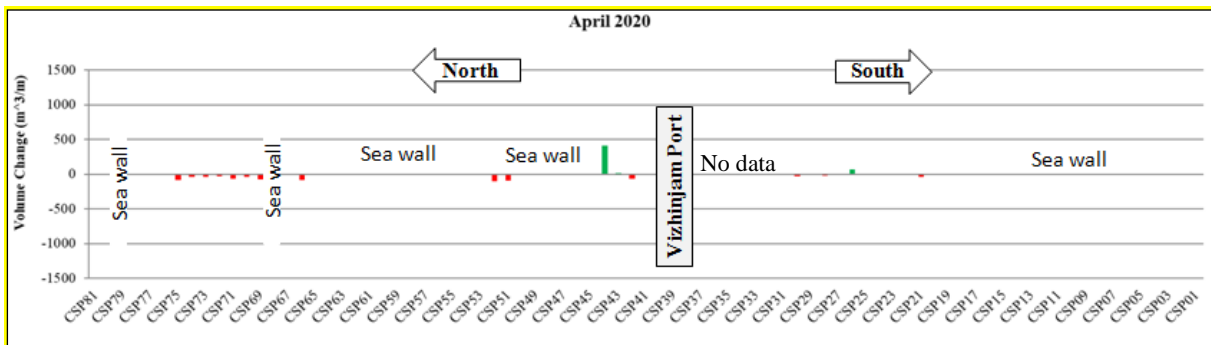 April 2020
North
South
Volume Change (m^3/m)
1500
1000
500
0
-500
-1000
-1500
Sea wall
Sea wall
Sea wall
Sea wall
Vizhinjam Port
No data
Sea wall
CSP81
CSP79
CSP77
CSP75
CSP73
CSP71
CSP69
CSP67
CSP65
CSP63
CSP61
CSP59
CSP57
CSP55
CSP53
CSP51
CSP49
CSP47
CSP45
CSP43
CSP41
CSP39
CSP37
CSP35
CSP33
CSP31
CSP29
CSP27
CSP25
CSP23
CSP21
CSP19
CSP17
CSP15
CSP13
CSP11
CSP09
CSP07
CSP05
CSP03
CSP01